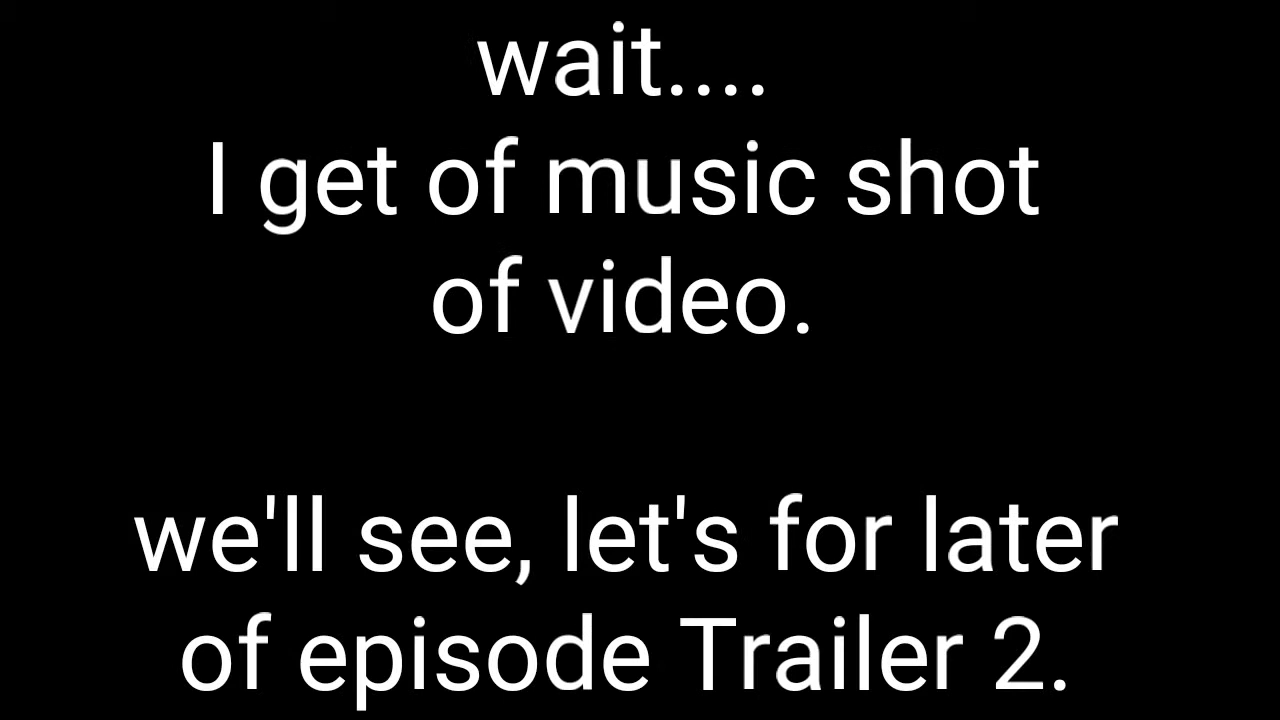 wait....
I get of music shot
of video.
we'll see, let's for later
of episode Trailer 2.